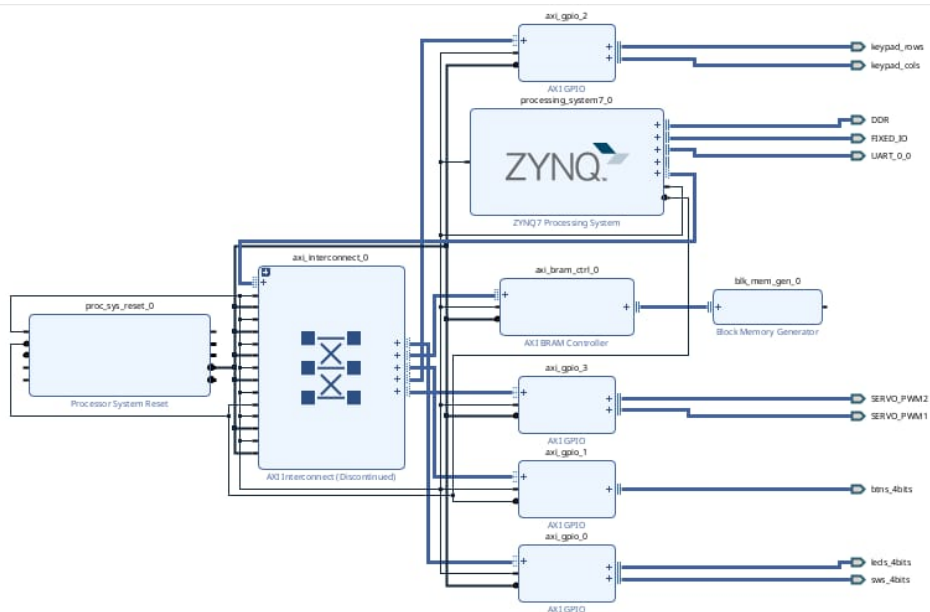 axi_gpio_2
keypad_rows
keypad_cols
AXI GPIO
processing_system7_0
DDR
FIXED_IO
UART_0_0
ZYNQ
ZYNQ7 Processing System
axi_interconnect_0
axi_bram_ctrl_0
blk_mem_gen_0
proc_sys_reset_0
AXI BRAM Controller
Block Memory Generator
axi_gpio_3
Processor System Reset
SERVO_PWM2
SERVO_PWM1
AXI GPIO
axi_gpio_1
AXI Interconnect (Discontinued)
btns_4bits
AXI GPIO
axi_gpio_0
leds_4bits
sws_4bits
AXI GPIO